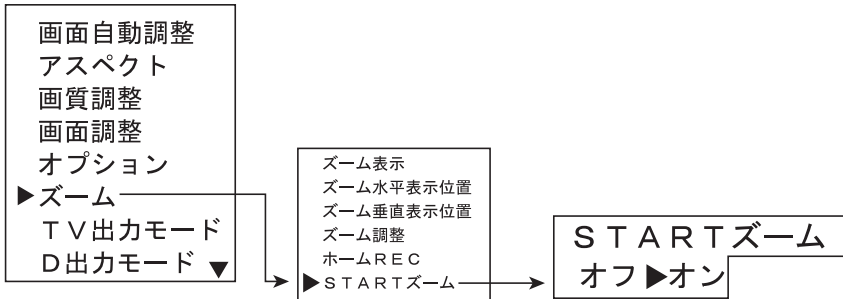 画面自動調整
アスペクト
画質調整
画面調整
オプション
▶ズーム
TV出力モード
D出力モード ▼
ズーム表示
ズーム水平表示位置
ズーム垂直表示位置
ズーム調整
ホームREC
▶STARTズーム
STARTズーム
オフ▶オン